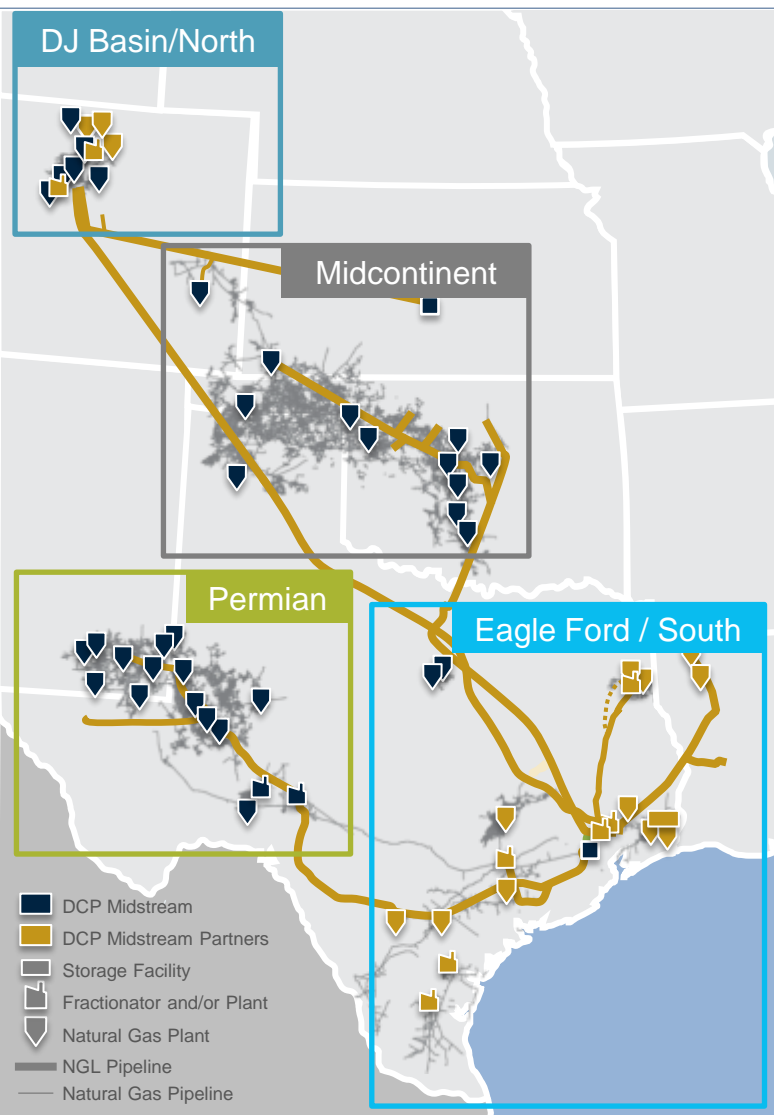 DJ Basin/North
Midcontinent
Permian
Eagle Ford / South
DCP Midstream
DCP Midstream Partners
Storage Facility
Fractionator and/or Plant
Natural Gas Plant
NGL Pipeline
Natural Gas Pipeline